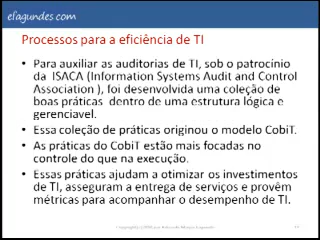 efagundes.com
Processos para a eficiência de TI
• Para auxiliar as auditorias de TI, sob o patrocínio
da ISACA (Information Systems Audit and Control
Association ), foi desenvolvida uma coleção de
boas práticas dentro de uma estrutura lógica e
gerenciavel.
• Essa coleção de práticas originou o modelo CobiT.
• As práticas do CobiT estão mais focadas no
controle do que na execução.
• Essas práticas ajudam a otimizar os investimentos
de TI, asseguram a entrega de serviços e provêm
métricas para acompanhar o desempenho de TI.